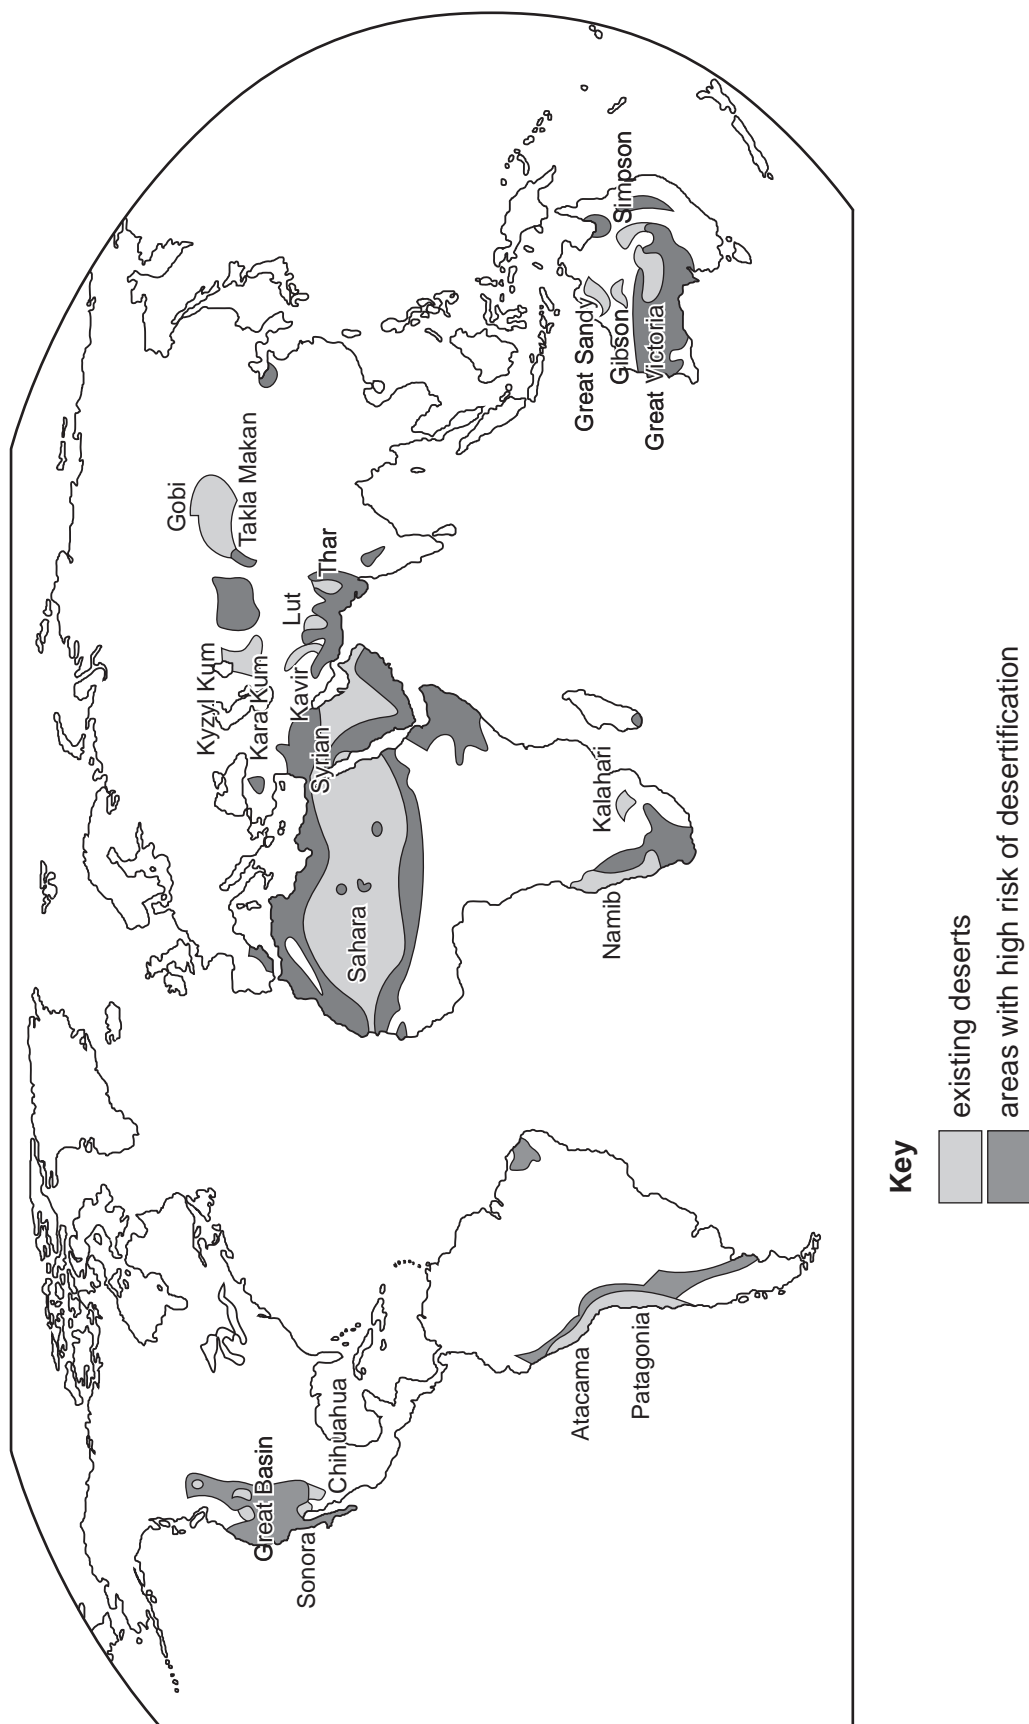 Great Basin
Sonora
Chihuahua
Atacama
Patagonia
Sahara
Namib
Kalahari
Syrian
Kyzyl Kum
Kara Kum
Kavir
Lut
Thar
Gobi
Takla Makan
Great Sandy
Gibson
Great Victoria
Simpson
Key
existing deserts
areas with high risk of desertification